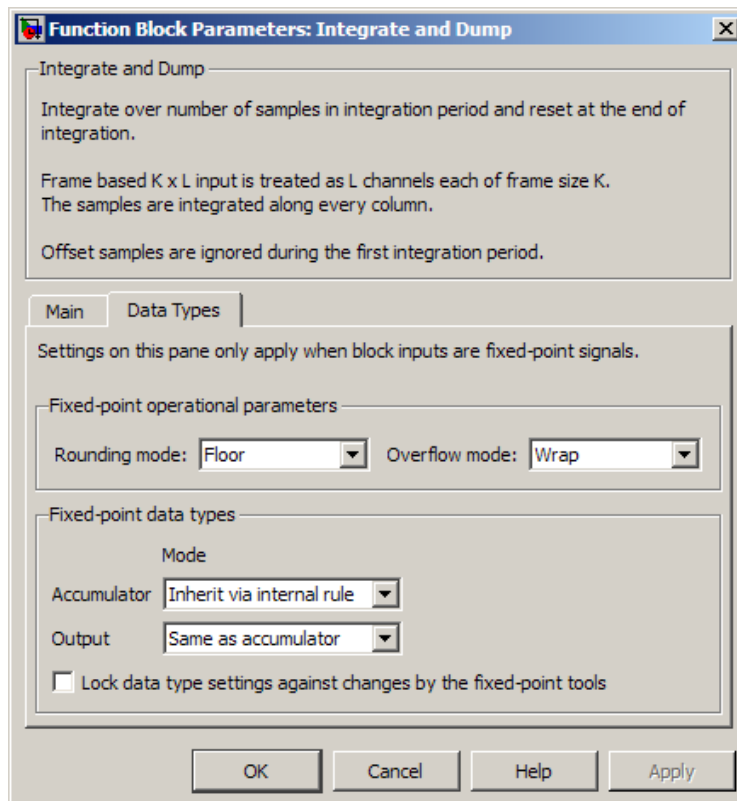 Function Block Parameters: Integrate and Dump
Integrate and Dump
Integrate over number of samples in integration period and reset at the end of
integration.
Frame based K x L input is treated as L channels each of frame size K.
The samples are integrated along every column.
Offset samples are ignored during the first integration period.
Main Data Types
Settings on this pane only apply when block inputs are fixed-point signals.
Fixed-point operational parameters
Rounding mode: Floor Overflow mode: Wrap
Fixed-point data types
Mode
Accumulator Inherit via internal rule
Output Same as accumulator
Lock data type settings against changes by the fixed-point tools
OK Cancel Help Apply